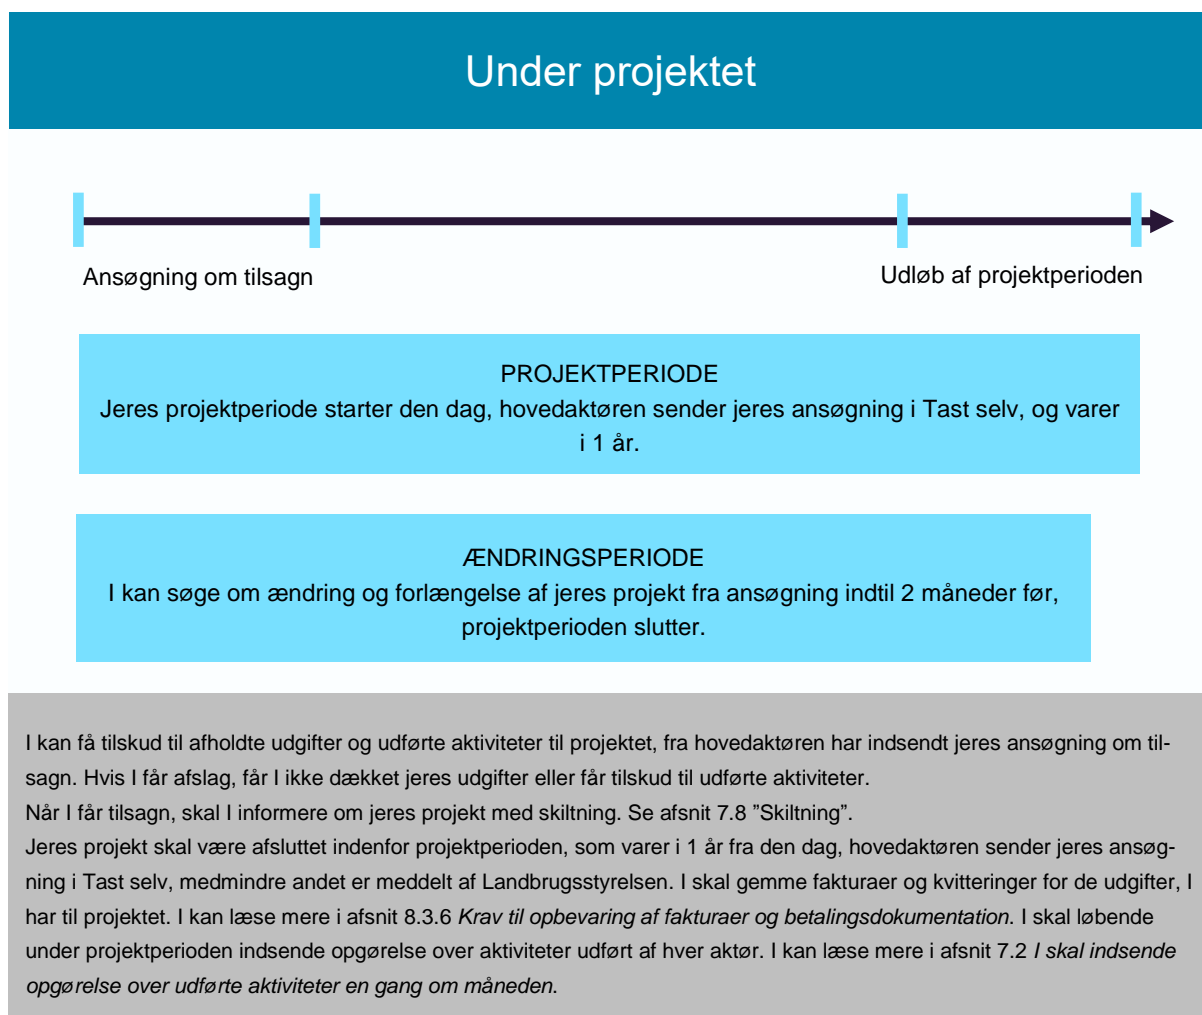 Under projektet
Ansøgning om tilsagn
Udløb af projektperioden
PROJEKTPERIODE
Jeres projektperiode starter den dag, hovedaktøren sender jeres ansøgning i Tast selv, og varer
i 1 år.
ÆNDRINGSPERIODE
I kan søge om ændring og forlængelse af jeres projekt fra ansøgning indtil 2 måneder før,
projektperioden slutter.
I kan få tilskud til afholdte udgifter og udførte aktiviteter til projektet, fra hovedaktøren har indsendt jeres ansøgning om til-
sagn. Hvis I får afslag, får I ikke dækket jeres udgifter eller får tilskud til udførte aktiviteter.
Når I får tilsagn, skal I informere om jeres projekt med skiltning. Se afsnit 7.8 ”Skiltning”.
Jeres projekt skal være afsluttet indenfor projektperioden, som varer i 1 år fra den dag, hovedaktøren sender jeres ansøg-
ning i Tast selv, medmindre andet er meddelt af Landbrugsstyrelsen. I skal gemme fakturaer og kvitteringer for de udgifter, I
har til projektet. I kan læse mere i afsnit 8.3.6 Krav til opbevaring af fakturaer og betalingsdokumentation. I skal løbende
under projektperioden indsende opgørelse over aktiviteter udført af hver aktør. I kan læse mere i afsnit 7.2 I skal indsende
opgørelse over udførte aktiviteter en gang om måneden.